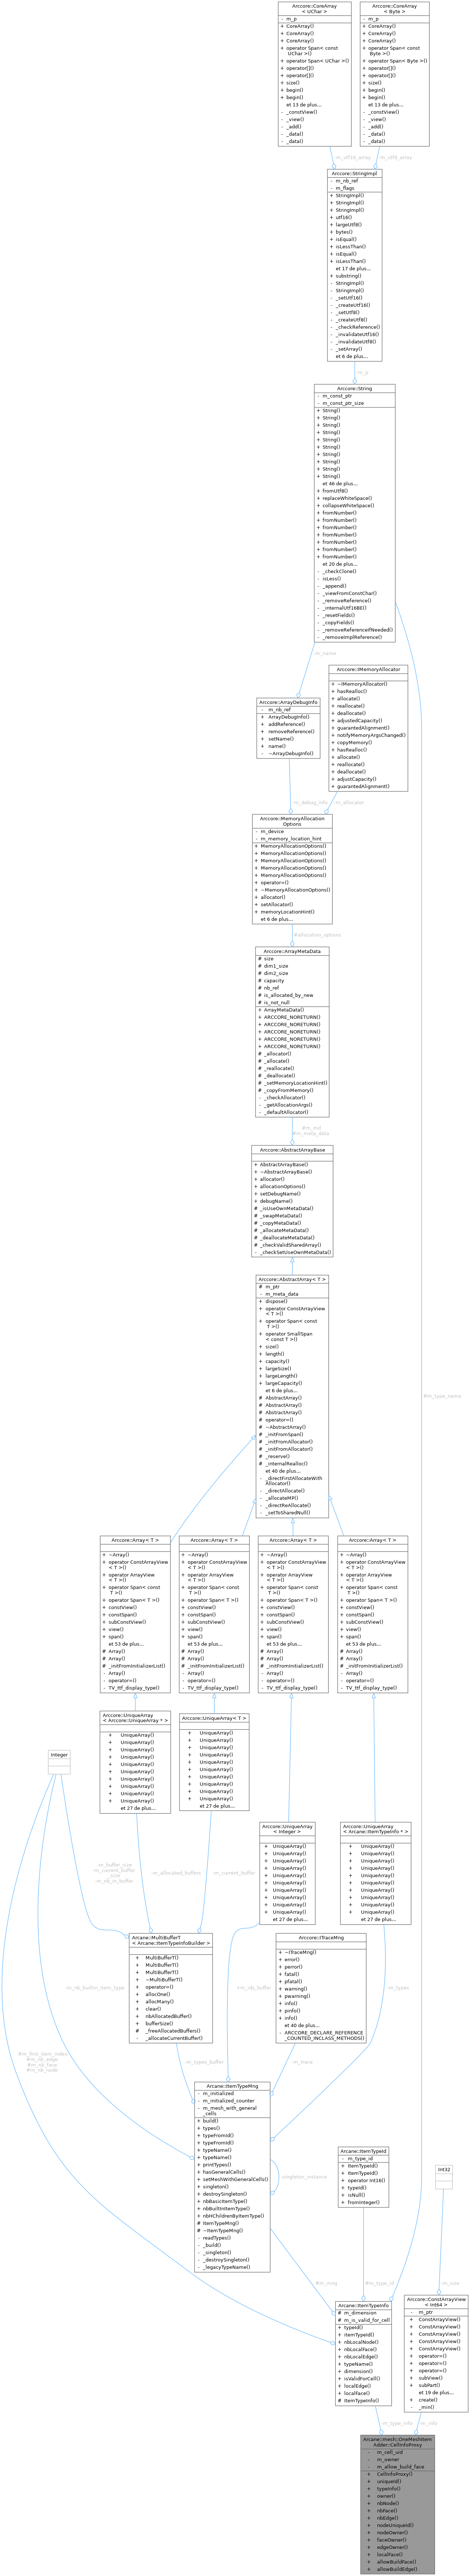 Arccore::CoreArray
< UChar >
- m_p
+ CoreArray()
+ CoreArray()
+ CoreArray()
+ operator Span< const
UChar >()
+ operator Span< UChar >()
+ operator[]()
+ operator[]()
+ size()
+ begin()
+ begin()
et 13 de plus...
- _constView()
- _view()
- _add()
- _data()
- _data()
Arccore::CoreArray
< Byte >
- m_p
+ CoreArray()
+ CoreArray()
+ CoreArray()
+ operator Span< const
Byte >()
+ operator Span< Byte >()
+ operator[]()
+ operator[]()
+ size()
+ begin()
+ begin()
et 13 de plus...
- _constView()
- _view()
- _add()
- _data()
- _data()
-m_utf16_array
-m_utf8_array
Arccore::StringImpl
- m_nb_ref
- m_flags
+ StringImpl()
+ StringImpl()
+ StringImpl()
+ utf16()
+ largeUtf8()
+ bytes()
+ isEqual()
+ isLessThan()
+ isEqual()
+ isLessThan()
et 17 de plus...
+ substring()
- StringImpl()
- StringImpl()
- _setUtf16()
- _createUtf16()
- _setUtf8()
- _createUtf8()
- _checkReference()
- _invalidateUtf16()
- _invalidateUtf8()
- _setArray()
et 6 de plus...
-m_p
Arccore::String
- m_const_ptr
- m_const_ptr_size
+ String()
+ String()
+ String()
+ String()
+ String()
+ String()
+ String()
+ String()
+ String()
+ String()
et 46 de plus...
+ fromUtf8()
+ replaceWhiteSpace()
+ collapseWhiteSpace()
+ fromNumber()
+ fromNumber()
+ fromNumber()
+ fromNumber()
+ fromNumber()
+ fromNumber()
+ fromNumber()
et 20 de plus...
- _checkClone()
- isLess()
- _append()
- _viewFromConstChar()
- _removeReference()
- _internalUtf16BE()
- _resetFields()
- _copyFields()
- _removeReferenceIfNeeded()
- _removeImplReference()
-m_name
Arccore::IMemoryAllocator
+ ~IMemoryAllocator()
+ hasRealloc()
+ allocate()
+ reallocate()
+ deallocate()
+ adjustedCapacity()
+ guarantedAlignment()
+ notifyMemoryArgsChanged()
+ copyMemory()
+ hasRealloc()
+ allocate()
+ reallocate()
+ deallocate()
+ adjustCapacity()
+ guarantedAlignment()
Arccore::ArrayDebugInfo
- m_nb_ref
+ ArrayDebugInfo()
+ addReference()
+ removeReference()
+ setName()
+ name()
- ~ArrayDebugInfo()
-m_debug_info
-m_allocator
Arccore::MemoryAllocation
Options
- m_device
- m_memory_location_hint
+ MemoryAllocationOptions()
+ MemoryAllocationOptions()
+ MemoryAllocationOptions()
+ MemoryAllocationOptions()
+ MemoryAllocationOptions()
+ operator=()
+ ~MemoryAllocationOptions()
+ allocator()
+ setAllocator()
+ memoryLocationHint()
et 6 de plus...
#allocation_options
Arccore::ArrayMetaData
# size
# dim1_size
# dim2_size
# capacity
# nb_ref
# is_allocated_by_new
# is_not_null
+ ArrayMetaData()
+ ARCCORE_NORETURN()
+ ARCCORE_NORETURN()
+ ARCCORE_NORETURN()
+ ARCCORE_NORETURN()
+ ARCCORE_NORETURN()
# _allocator()
# _allocate()
# _reallocate()
# _deallocate()
# _setMemoryLocationHint()
# _copyFromMemory()
- _checkAllocator()
- _getAllocationArgs()
- _defaultAllocator()
#m_md
#m_meta_data
Arccore::AbstractArrayBase
+ AbstractArrayBase()
+ ~AbstractArrayBase()
+ allocator()
+ allocationOptions()
+ setDebugName()
+ debugName()
# _isUseOwnMetaData()
# _swapMetaData()
# _copyMetaData()
# _allocateMetaData()
# _deallocateMetaData()
# _checkValidSharedArray()
- _checkSetUseOwnMetaData()
Arccore::AbstractArray< T >
# m_ptr
- m_meta_data
+ dispose()
+ operator ConstArrayView
< T >()
+ operator Span< const
T >()
+ operator SmallSpan
< const T >()
+ size()
+ length()
+ capacity()
+ largeSize()
+ largeLength()
+ largeCapacity()
et 6 de plus...
# AbstractArray()
# AbstractArray()
# AbstractArray()
# operator=()
# ~AbstractArray()
# _initFromSpan()
# _initFromAllocator()
# _initFromAllocator()
# _reserve()
# _internalRealloc()
et 40 de plus...
- _directFirstAllocateWith
Allocator()
- _directAllocate()
- _allocateMP()
- _directReAllocate()
- _setToSharedNull()
#m_type_name
Arccore::Array< T >
+ ~Array()
+ operator ConstArrayView
< T >()
+ operator ArrayView
< T >()
+ operator Span< const
T >()
+ operator Span< T >()
+ constView()
+ constSpan()
+ subConstView()
+ view()
+ span()
et 53 de plus...
# Array()
# Array()
# _initFromInitializerList()
- Array()
- operator=()
- TV_ttf_display_type()
Arccore::Array< T >
+ ~Array()
+ operator ConstArrayView
< T >()
+ operator ArrayView
< T >()
+ operator Span< const
T >()
+ operator Span< T >()
+ constView()
+ constSpan()
+ subConstView()
+ view()
+ span()
et 53 de plus...
# Array()
# Array()
# _initFromInitializerList()
- Array()
- operator=()
- TV_ttf_display_type()
Arccore::Array< T >
+ ~Array()
+ operator ConstArrayView
< T >()
+ operator ArrayView
< T >()
+ operator Span< const
T >()
+ operator Span< T >()
+ constView()
+ constSpan()
+ subConstView()
+ view()
+ span()
et 53 de plus...
# Array()
# Array()
# _initFromInitializerList()
- Array()
- operator=()
- TV_ttf_display_type()
Arccore::Array< T >
+ ~Array()
+ operator ConstArrayView
< T >()
+ operator ArrayView
< T >()
+ operator Span< const
T >()
+ operator Span< T >()
+ constView()
+ constSpan()
+ subConstView()
+ view()
+ span()
et 53 de plus...
# Array()
# Array()
# _initFromInitializerList()
- Array()
- operator=()
- TV_ttf_display_type()
Arccore::UniqueArray
< Arccore::UniqueArray * >
+ UniqueArray()
+ UniqueArray()
+ UniqueArray()
+ UniqueArray()
+ UniqueArray()
+ UniqueArray()
+ UniqueArray()
+ UniqueArray()
+ UniqueArray()
+ UniqueArray()
et 27 de plus...
Arccore::UniqueArray< T >
+ UniqueArray()
+ UniqueArray()
+ UniqueArray()
+ UniqueArray()
+ UniqueArray()
+ UniqueArray()
+ UniqueArray()
+ UniqueArray()
+ UniqueArray()
+ UniqueArray()
et 27 de plus...
Integer
Arccore::UniqueArray
< Integer >
+ UniqueArray()
+ UniqueArray()
+ UniqueArray()
+ UniqueArray()
+ UniqueArray()
+ UniqueArray()
+ UniqueArray()
+ UniqueArray()
+ UniqueArray()
+ UniqueArray()
et 27 de plus...
Arccore::UniqueArray
< Arcane::ItemTypeInfo * >
+ UniqueArray()
+ UniqueArray()
+ UniqueArray()
+ UniqueArray()
+ UniqueArray()
+ UniqueArray()
+ UniqueArray()
+ UniqueArray()
+ UniqueArray()
+ UniqueArray()
et 27 de plus...
-m_buffer_size
-m_current_buffer
_size
-m_nb_in_buffer
-m_allocated_buffers
-m_current_buffer
Arcane::MultiBufferT
< Arcane::ItemTypeInfoBuilder >
+ MultiBufferT()
+ MultiBufferT()
+ MultiBufferT()
+ ~MultiBufferT()
+ operator=()
+ allocOne()
+ allocMany()
+ clear()
+ nbAllocatedBuffer()
+ bufferSize()
# _freeAllocatedBuffers()
- _allocateCurrentBuffer()
Arccore::ITraceMng
+ ~ITraceMng()
+ error()
+ perror()
+ fatal()
+ pfatal()
+ warning()
+ pwarning()
+ info()
+ pinfo()
+ info()
et 40 de plus...
- ARCCORE_DECLARE_REFERENCE
_COUNTED_INCLASS_METHODS()
-m_nb_builtin_item_type
-m_ids_buffer
-m_types
#m_first_item_index
#m_nb_edge
#m_nb_face
#m_nb_node
-m_types_buffer
-m_trace
Arcane::ItemTypeMng
- m_initialized
- m_initialized_counter
- m_mesh_with_general
_cells
+ build()
+ types()
+ typeFromId()
+ typeFromId()
+ typeName()
+ typeName()
+ printTypes()
+ hasGeneralCells()
+ setMeshWithGeneralCells()
+ singleton()
+ destroySingleton()
+ nbBasicItemType()
+ nbBuiltInItemType()
+ nbHChildrenByItemType()
# ItemTypeMng()
# ~ItemTypeMng()
- readTypes()
- _build()
- _singleton()
- _destroySingleton()
- _legacyTypeName()
-singleton_instance
Arcane::ItemTypeId
- m_type_id
+ ItemTypeId()
+ ItemTypeId()
+ operator Int16()
+ typeId()
+ isNull()
+ fromInteger()
Int32
#m_mng
#m_type_id
-m_size
Arcane::ItemTypeInfo
# m_dimension
# m_is_valid_for_cell
+ typeId()
+ itemTypeId()
+ nbLocalNode()
+ nbLocalFace()
+ nbLocalEdge()
+ typeName()
+ dimension()
+ isValidForCell()
+ localEdge()
+ localFace()
# ItemTypeInfo()
Arccore::ConstArrayView
< Int64 >
- m_ptr
+ ConstArrayView()
+ ConstArrayView()
+ ConstArrayView()
+ ConstArrayView()
+ ConstArrayView()
+ operator=()
+ operator=()
+ operator=()
+ subView()
+ subPart()
et 19 de plus...
+ create()
- _min()
-m_type_info
-m_info
Arcane::mesh::OneMeshItem
Adder::CellInfoProxy
- m_cell_uid
- m_owner
- m_allow_build_face
+ CellInfoProxy()
+ uniqueId()
+ typeInfo()
+ owner()
+ nbNode()
+ nbFace()
+ nbEdge()
+ nodeUniqueId()
+ nodeOwner()
+ faceOwner()
+ edgeOwner()
+ localFace()
+ allowBuildFace()
+ allowBuildEdge()